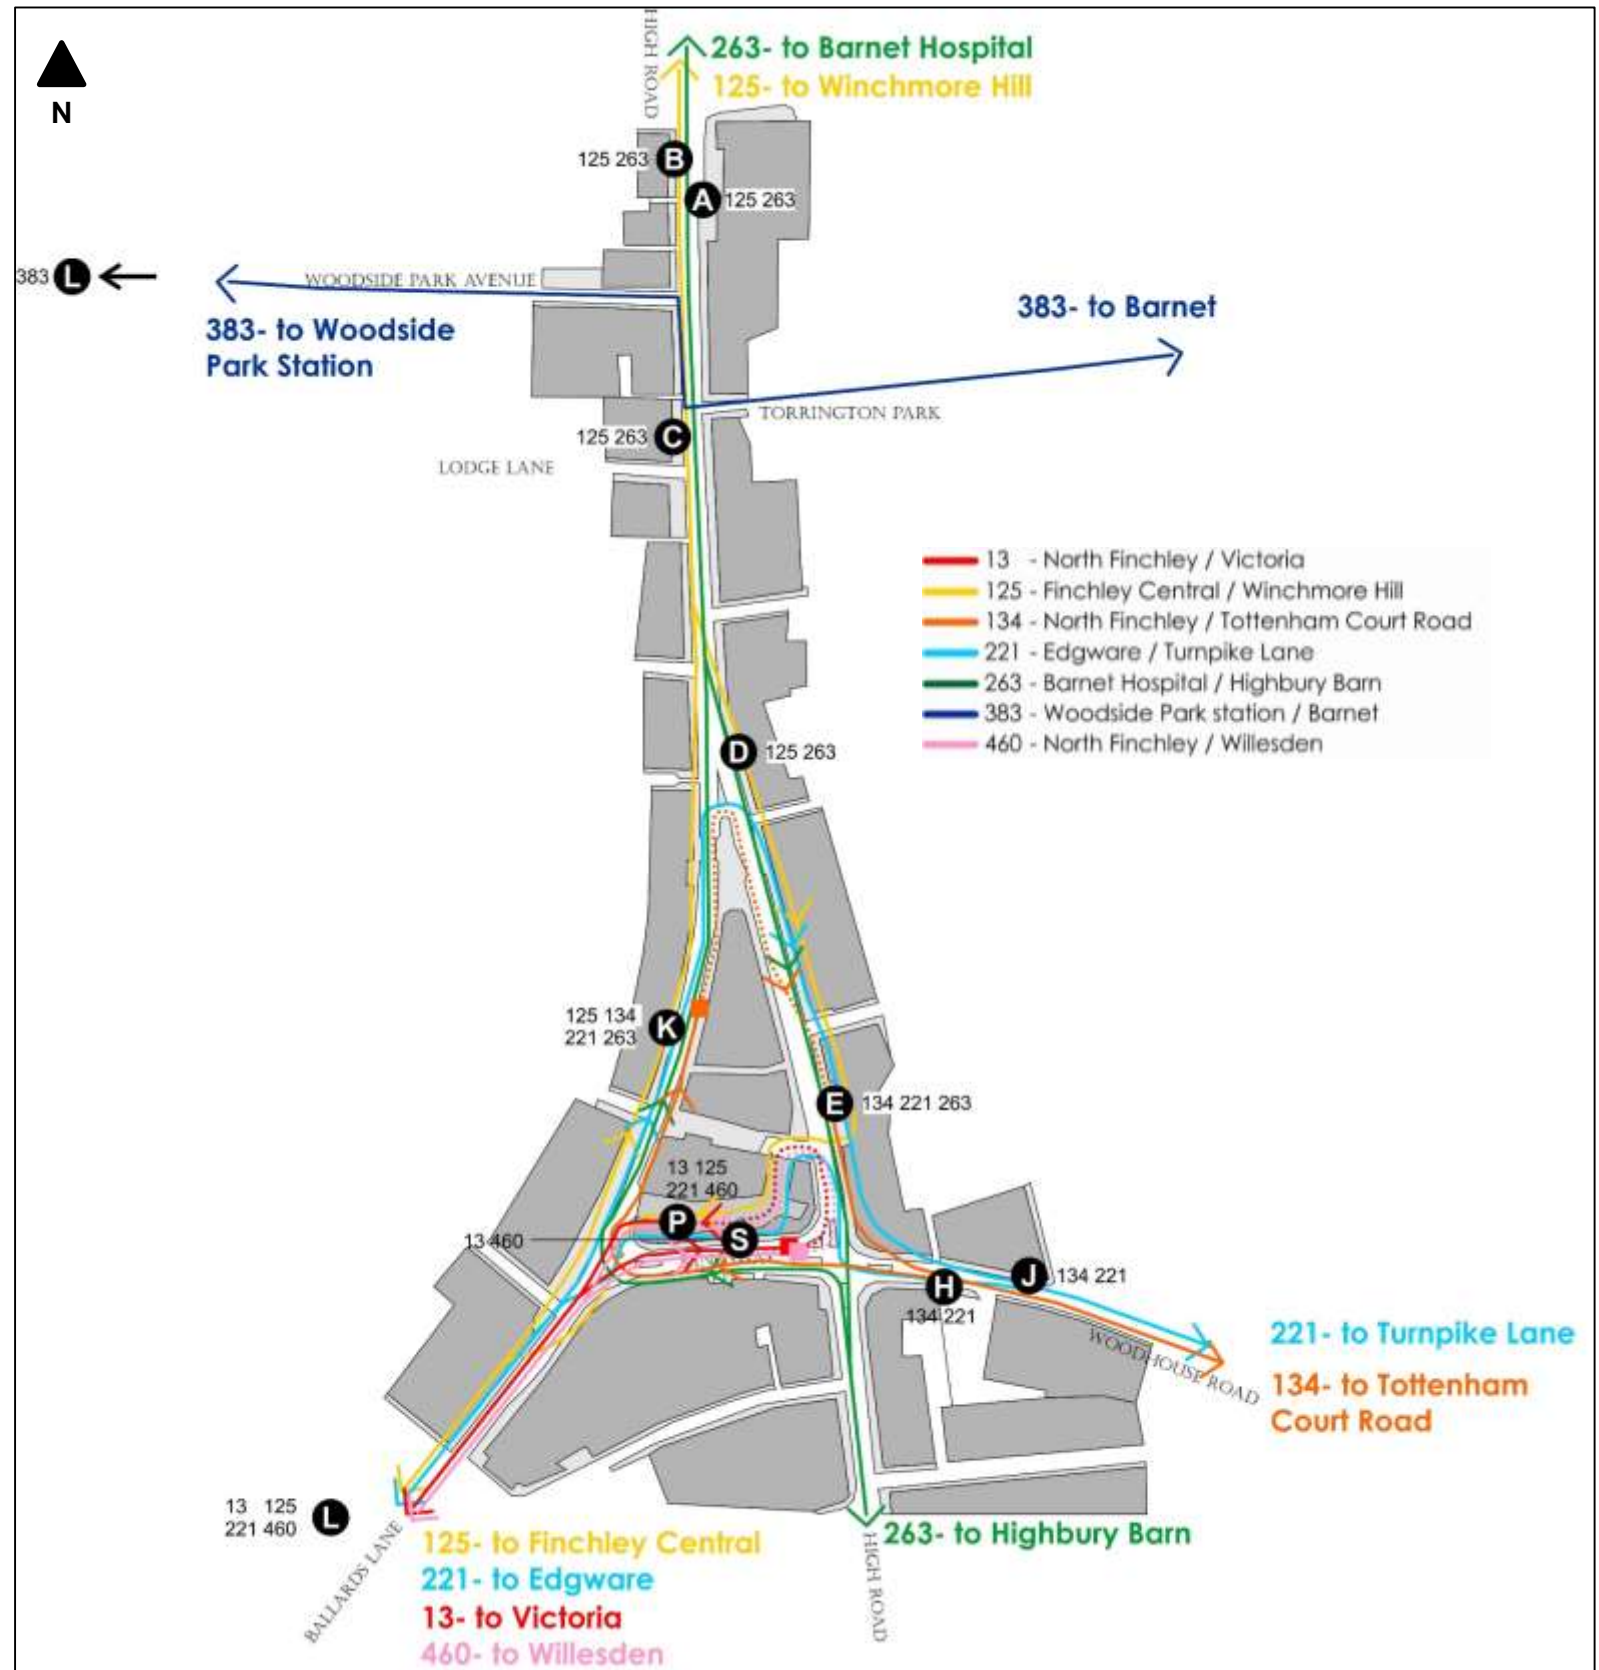 HIGH ROAD
263- to Barnet Hospital
125- to Winchmore Hill
N
125 263 B
A 125 263
383 L
WOODSIDE PARK AVENUE
383- to Woodside
Park Station
383- to Barnet
TORRINGTON PARK
125 263 C
LODGE LANE
13 - North Finchley / Victoria
125 - Finchley Central / Winchmore Hill
134 - North Finchley / Tottenham Court Road
221 - Edgware / Turnpike Lane
263 - Barnet Hospital / Highbury Barn
383 - Woodside Park station / Barnet
460 - North Finchley / Willesden
D 125 263
125 134
221 263
K
E 134 221 263
13 125
221 460
P
13 460
S
J 134 221
H
134 221
WOODHOUSE ROAD
221- to Turnpike Lane
134- to Tottenham
Court Road
13 125
221 460
L
BALLARDS LANE
125- to Finchley Central
221- to Edgware
13- to Victoria
460- to Willesden
263- to Highbury Barn
HIGH ROAD